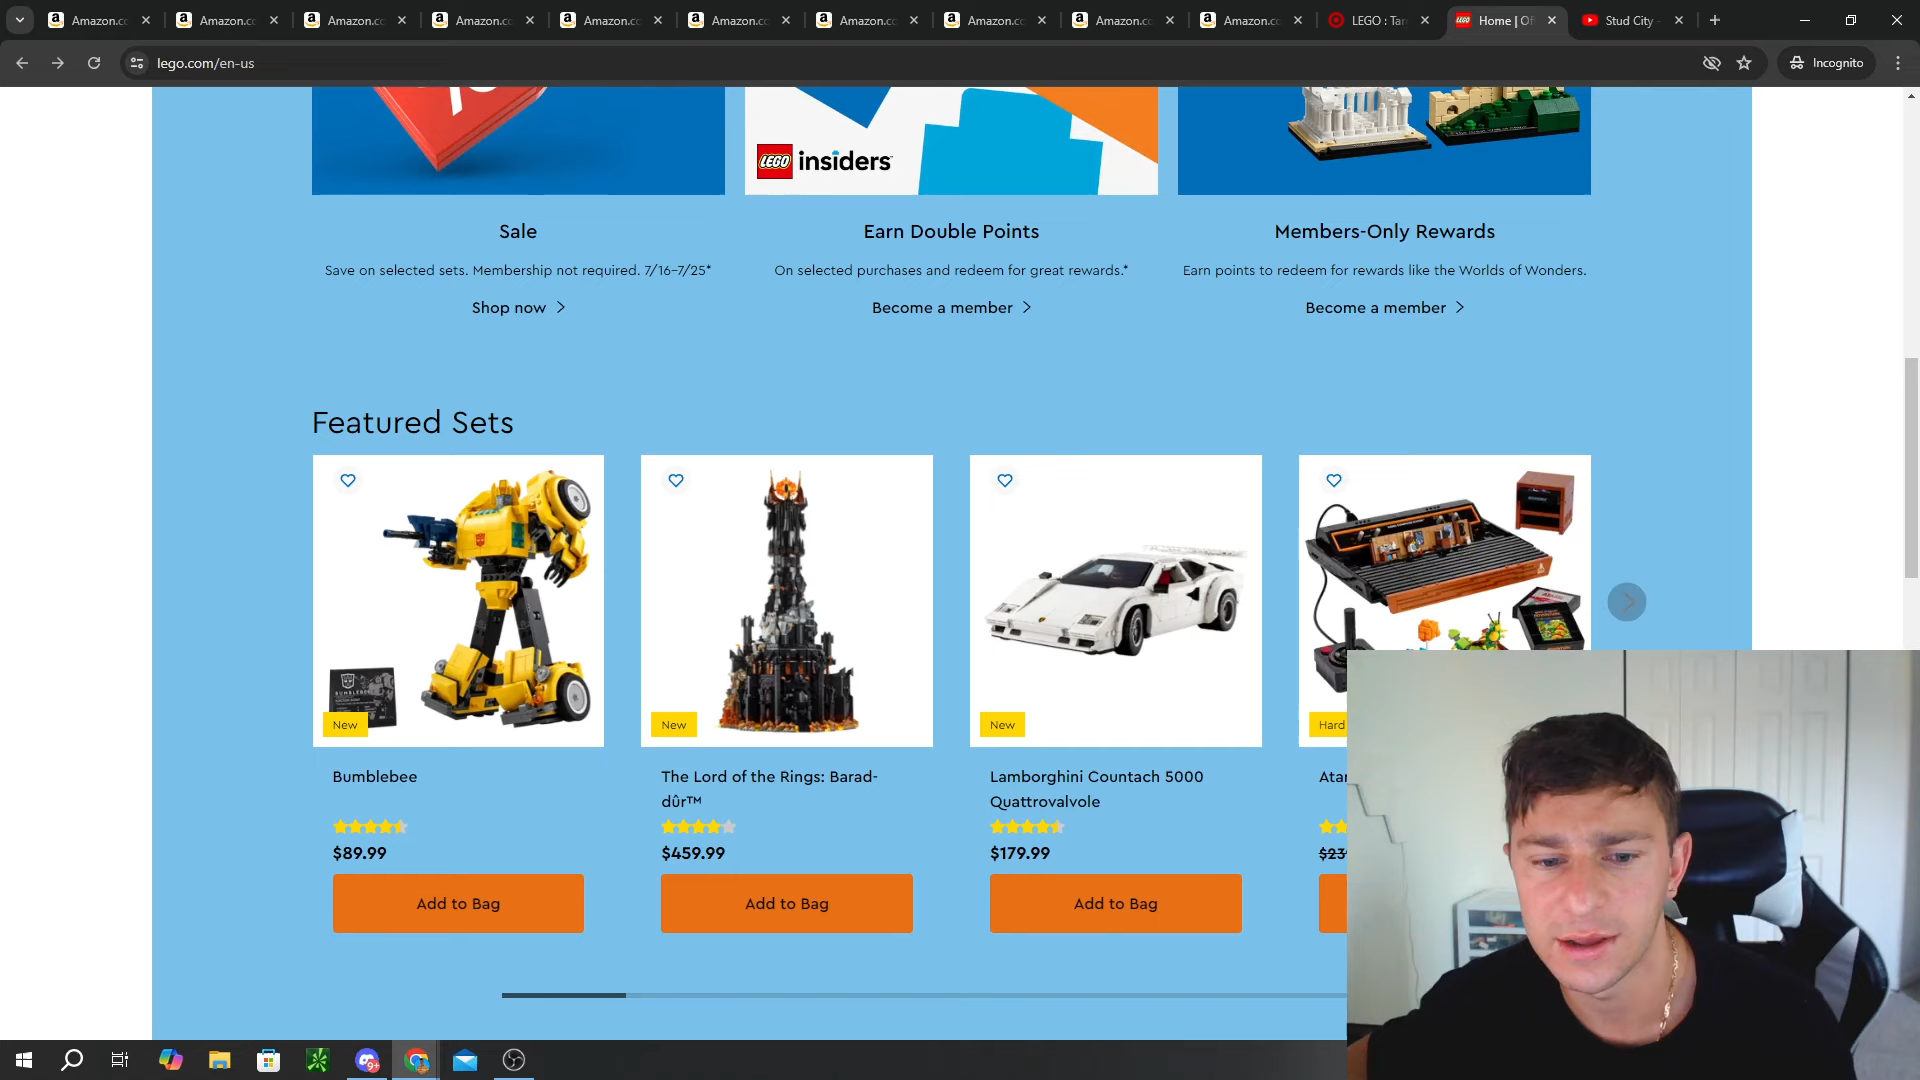 Amazon.co
Amazon.co
Amazon.co
Amazon.co
Amazon.co
Amazon.co
Amazon.co
Amazon.co
Amazon.co
Amazon.co
LEGO : Tar
Home | Of
Stud City -
lego.com/en-us
Incognito
LEGO insiders
Sale
Earn Double Points
Members-Only Rewards
Save on selected sets. Membership not required. 7/16-7/25*
On selected purchases and redeem for great rewards.*
Earn points to redeem for rewards like the Worlds of Wonders.
Shop now
Become a member
Become a member
Featured Sets
BUMBLEBEE
New
New
New
Hard
Bumblebee
The Lord of the Rings: Barad-
dûr™
Lamborghini Countach 5000
Quattrovalvole
Atar
$89.99
$459.99
$179.99
$239
Add to Bag
Add to Bag
Add to Bag
9+